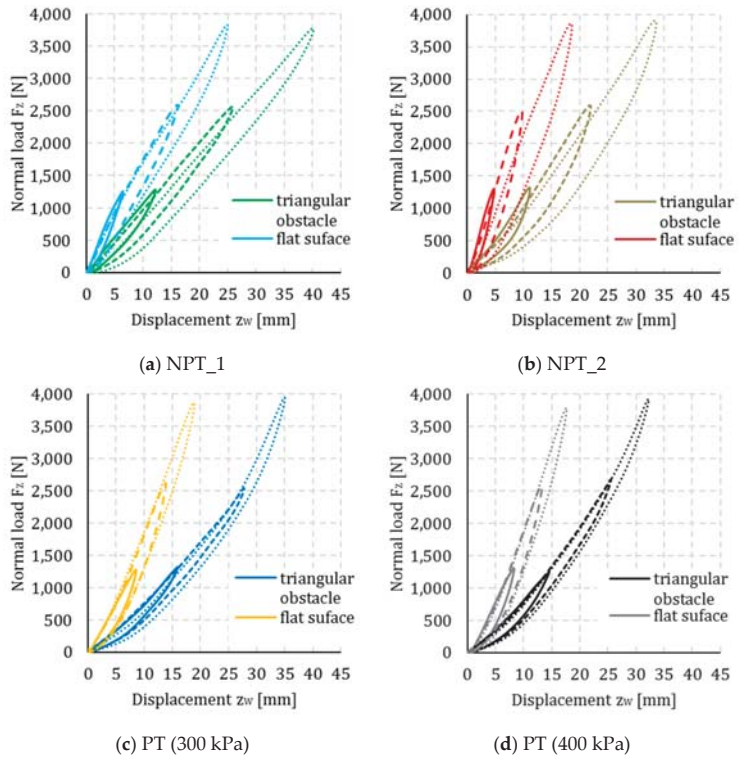 4,000
3,500
3,000
2,500
2,000
1,500
1,000
500
0
Normal load Fz [N]
triangular
obstacle
flat suface
0 5 10 15 20 25 30 35 40 45
Displacement zw [mm]
(a) NPT_1
4,000
3,500
3,000
2,500
2,000
1,500
1,000
500
0
Normal load Fz [N]
triangular
obstacle
flat suface
0 5 10 15 20 25 30 35 40 45
Displacement zw [mm]
(b) NPT_2
4,000
3,500
3,000
2,500
2,000
1,500
1,000
500
0
Normal load Fz [N]
triangular
obstacle
flat suface
0 5 10 15 20 25 30 35 40 45
Displacement zw [mm]
(c) PT (300 kPa)
4,000
3,500
3,000
2,500
2,000
1,500
1,000
500
0
Normal load Fz [N]
triangular
obstacle
flat suface
0 5 10 15 20 25 30 35 40 45
Displacement zw [mm]
(d) PT (400 kPa)